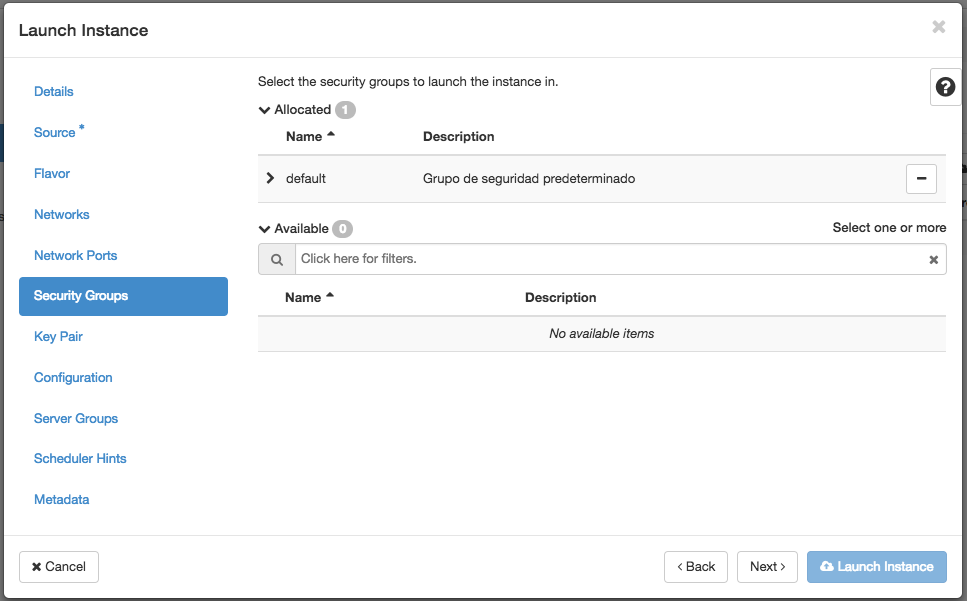 Launch Instance
Details
Source *
Flavor
Networks
Network Ports
Security Groups
Key Pair
Configuration
Server Groups
Scheduler Hints
Metadata
Select the security groups to launch the instance in.
Allocated 1
Name Description
default Grupo de seguridad predeterminado
Available 0 Select one or more
Click here for filters.
Name Description
No available items
Cancel
Back
Next
Launch Instance